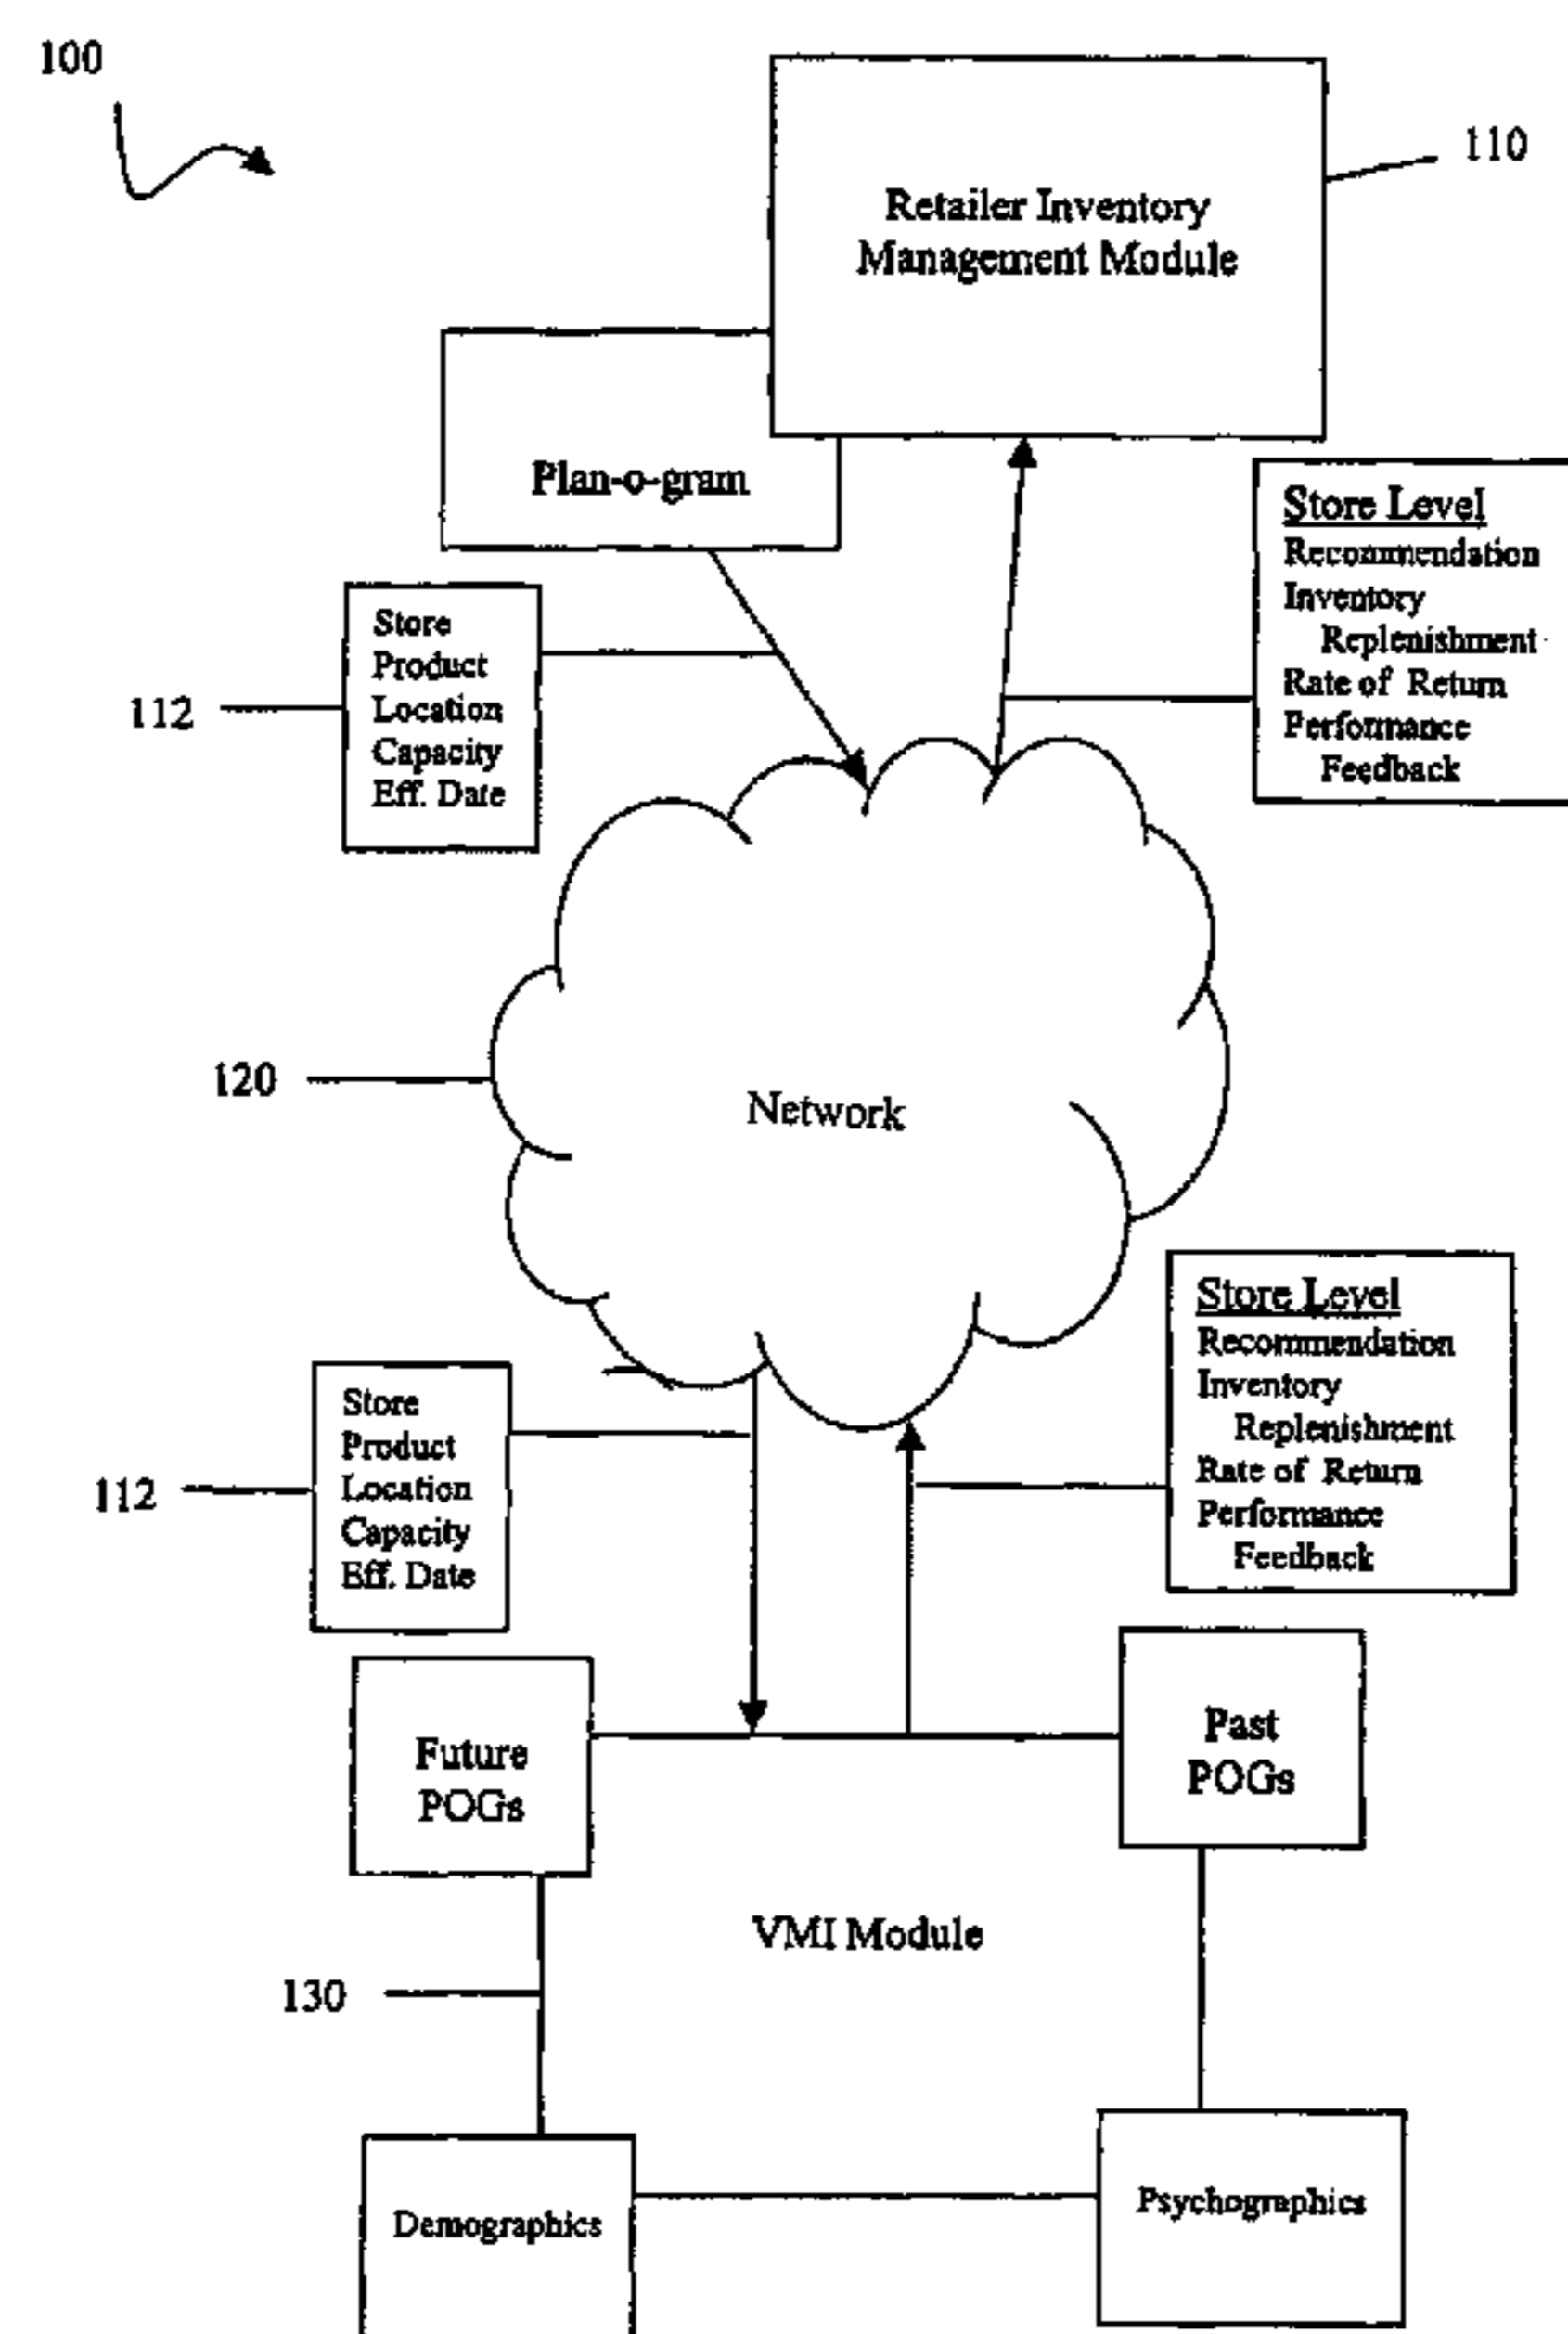 100
110
Retailer Inventory
Management Module
Plan-o-gram
Store Level
Recommendation
Inventory
Replenishment
Rate of Return
Performance
Feedback
Store
Product
Location
Capacity
Eff. Date
112
120
Network
Store Level
Recommendation
Inventory
Replenishment
Rate of Return
Performance
Feedback
Store
Product
Location
Capacity
Eff. Date
112
Future
POGs
Past
POGs
VMI Module
130
Demographics
Psychographics